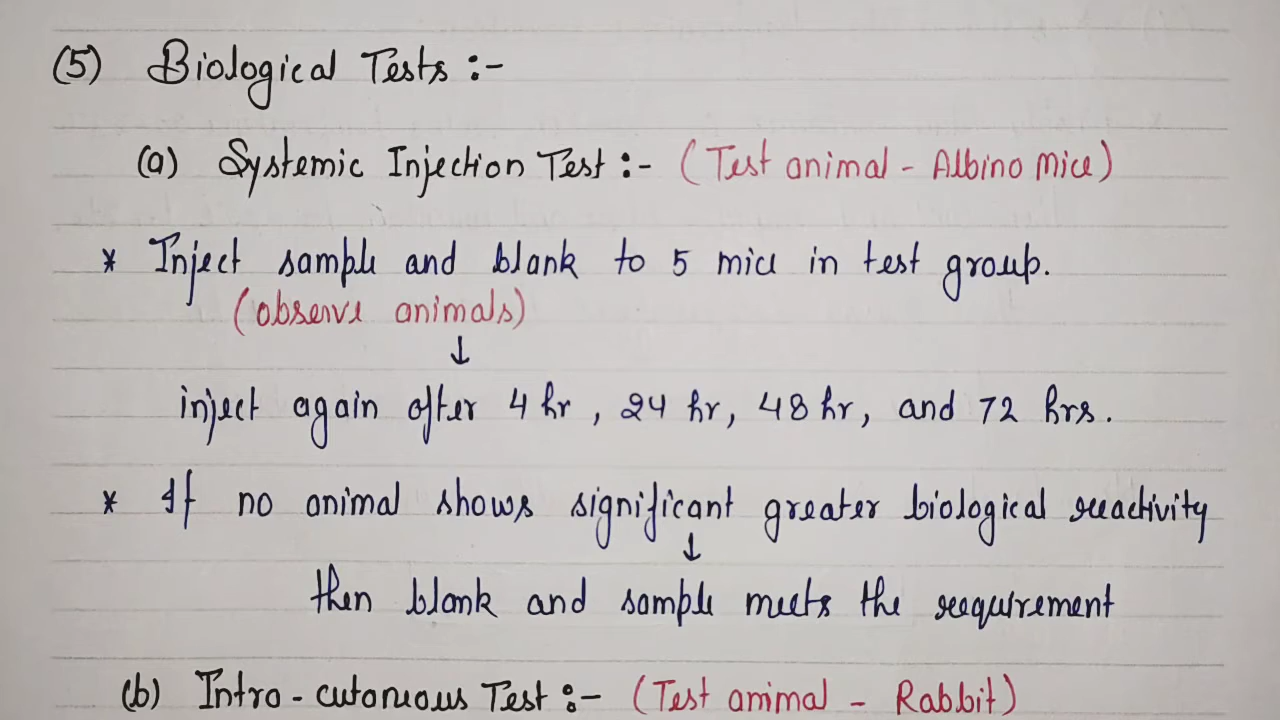 (5) Biological Tests :-
(a) Systemic Injection Test :- (Test animal - Albino Mice)
* Inject sample and blank to 5 mice in test group.
(observe animals)
↓
inject again after 4 hr, 24 hr, 48 hr, and 72 hrs.
* If no animal shows significant greater biological reactivity
↓
then blank and sample meets the requirement
(b) Intra-cutaneous Test :- (Test animal - Rabbit)